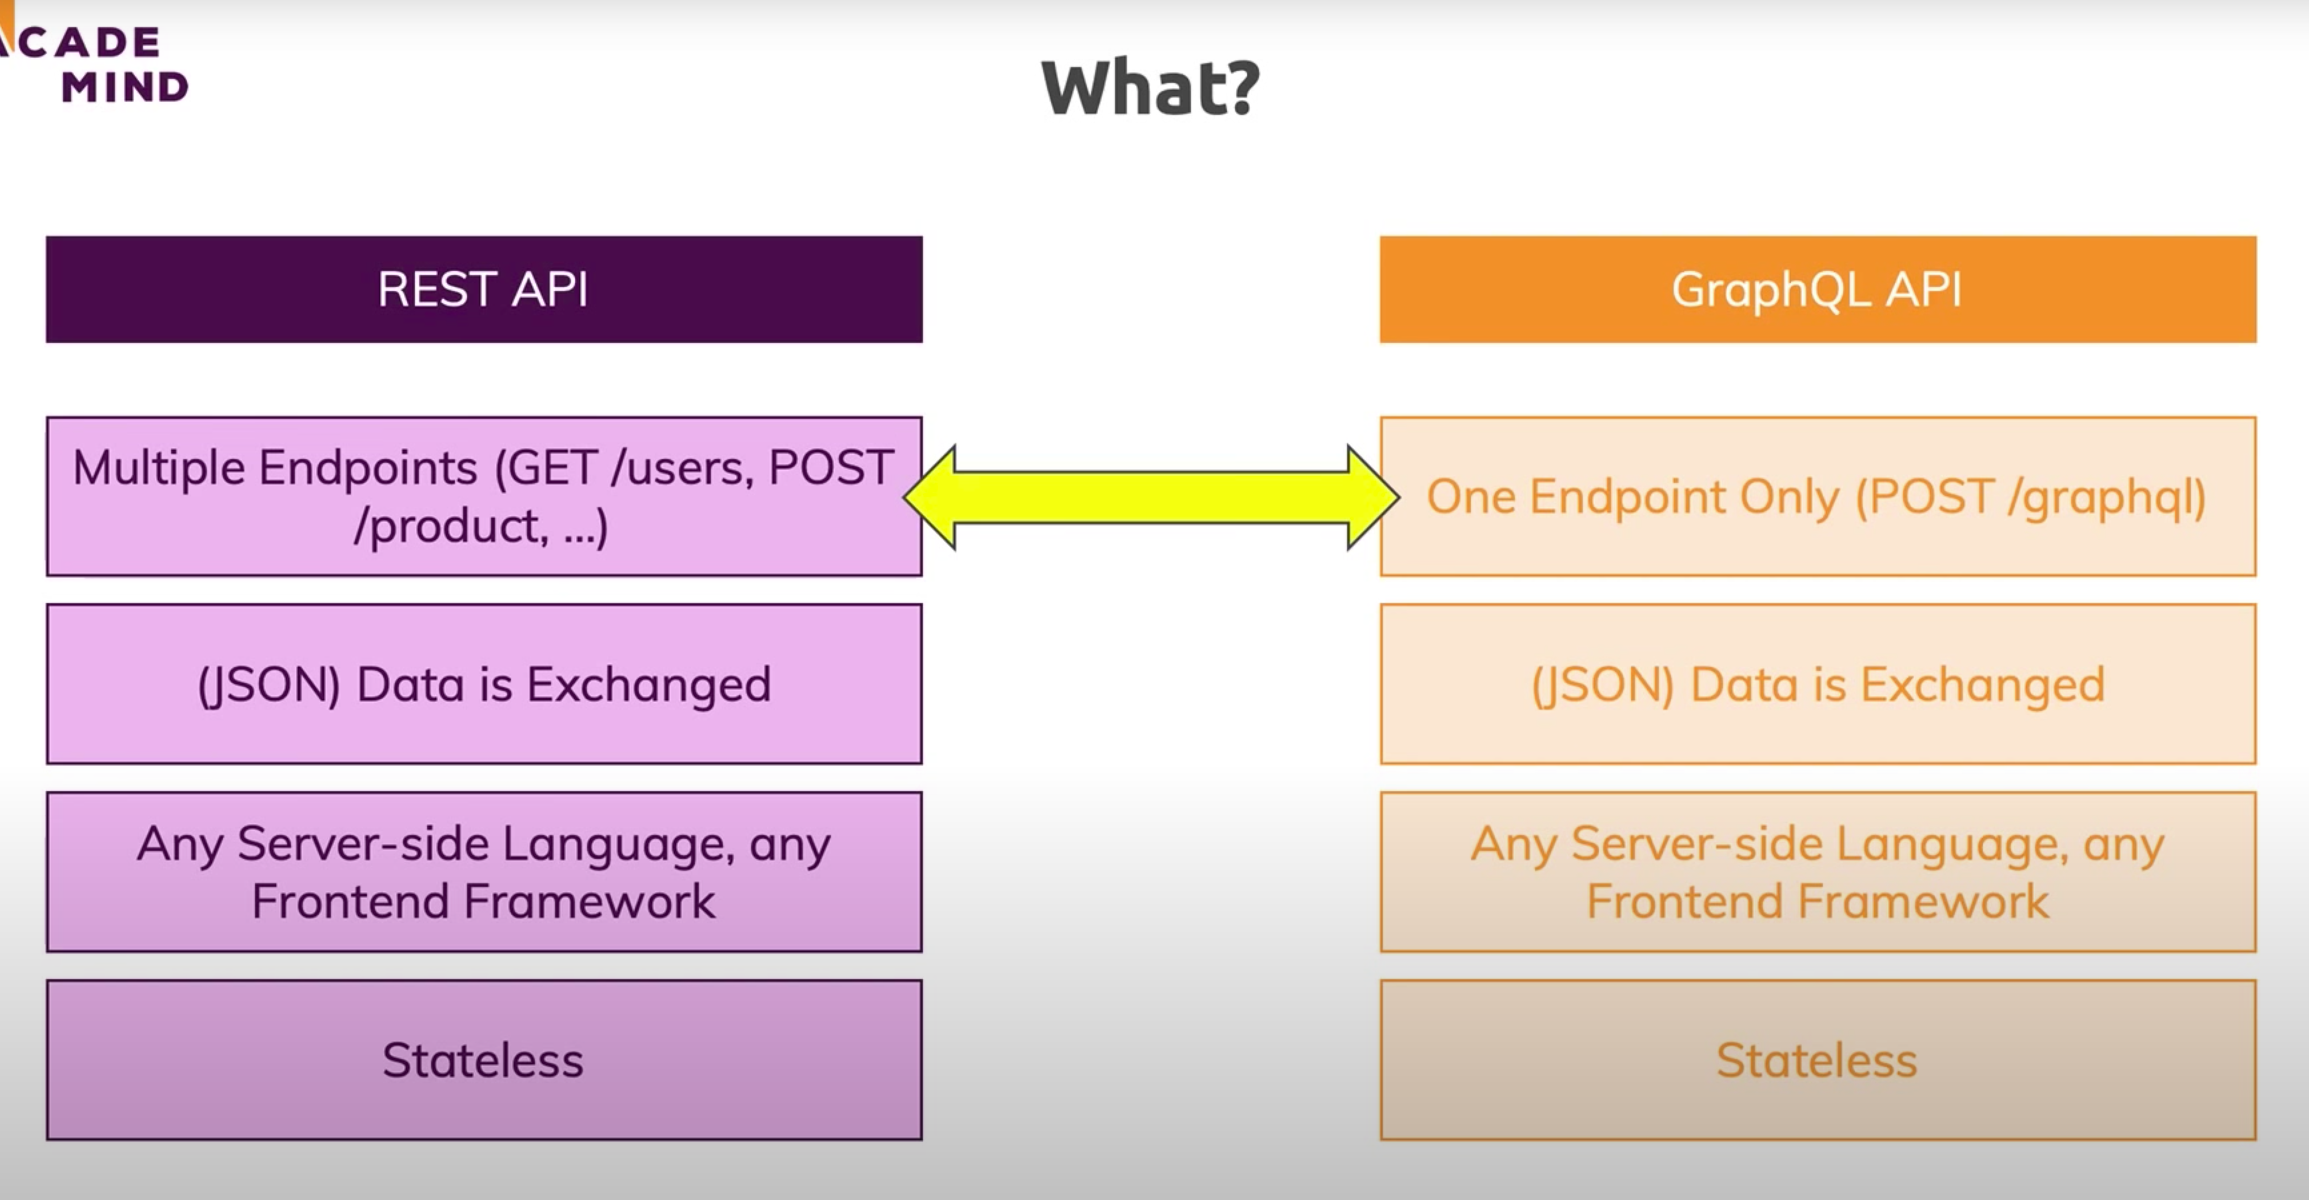 ACADE
MIND
What?
REST API
GraphQL API
Multiple Endpoints (GET /users, POST
/product, ...)
One Endpoint Only (POST /graphql)
(JSON) Data is Exchanged
(JSON) Data is Exchanged
Any Server-side Language, any
Frontend Framework
Any Server-side Language, any
Frontend Framework
Stateless
Stateless